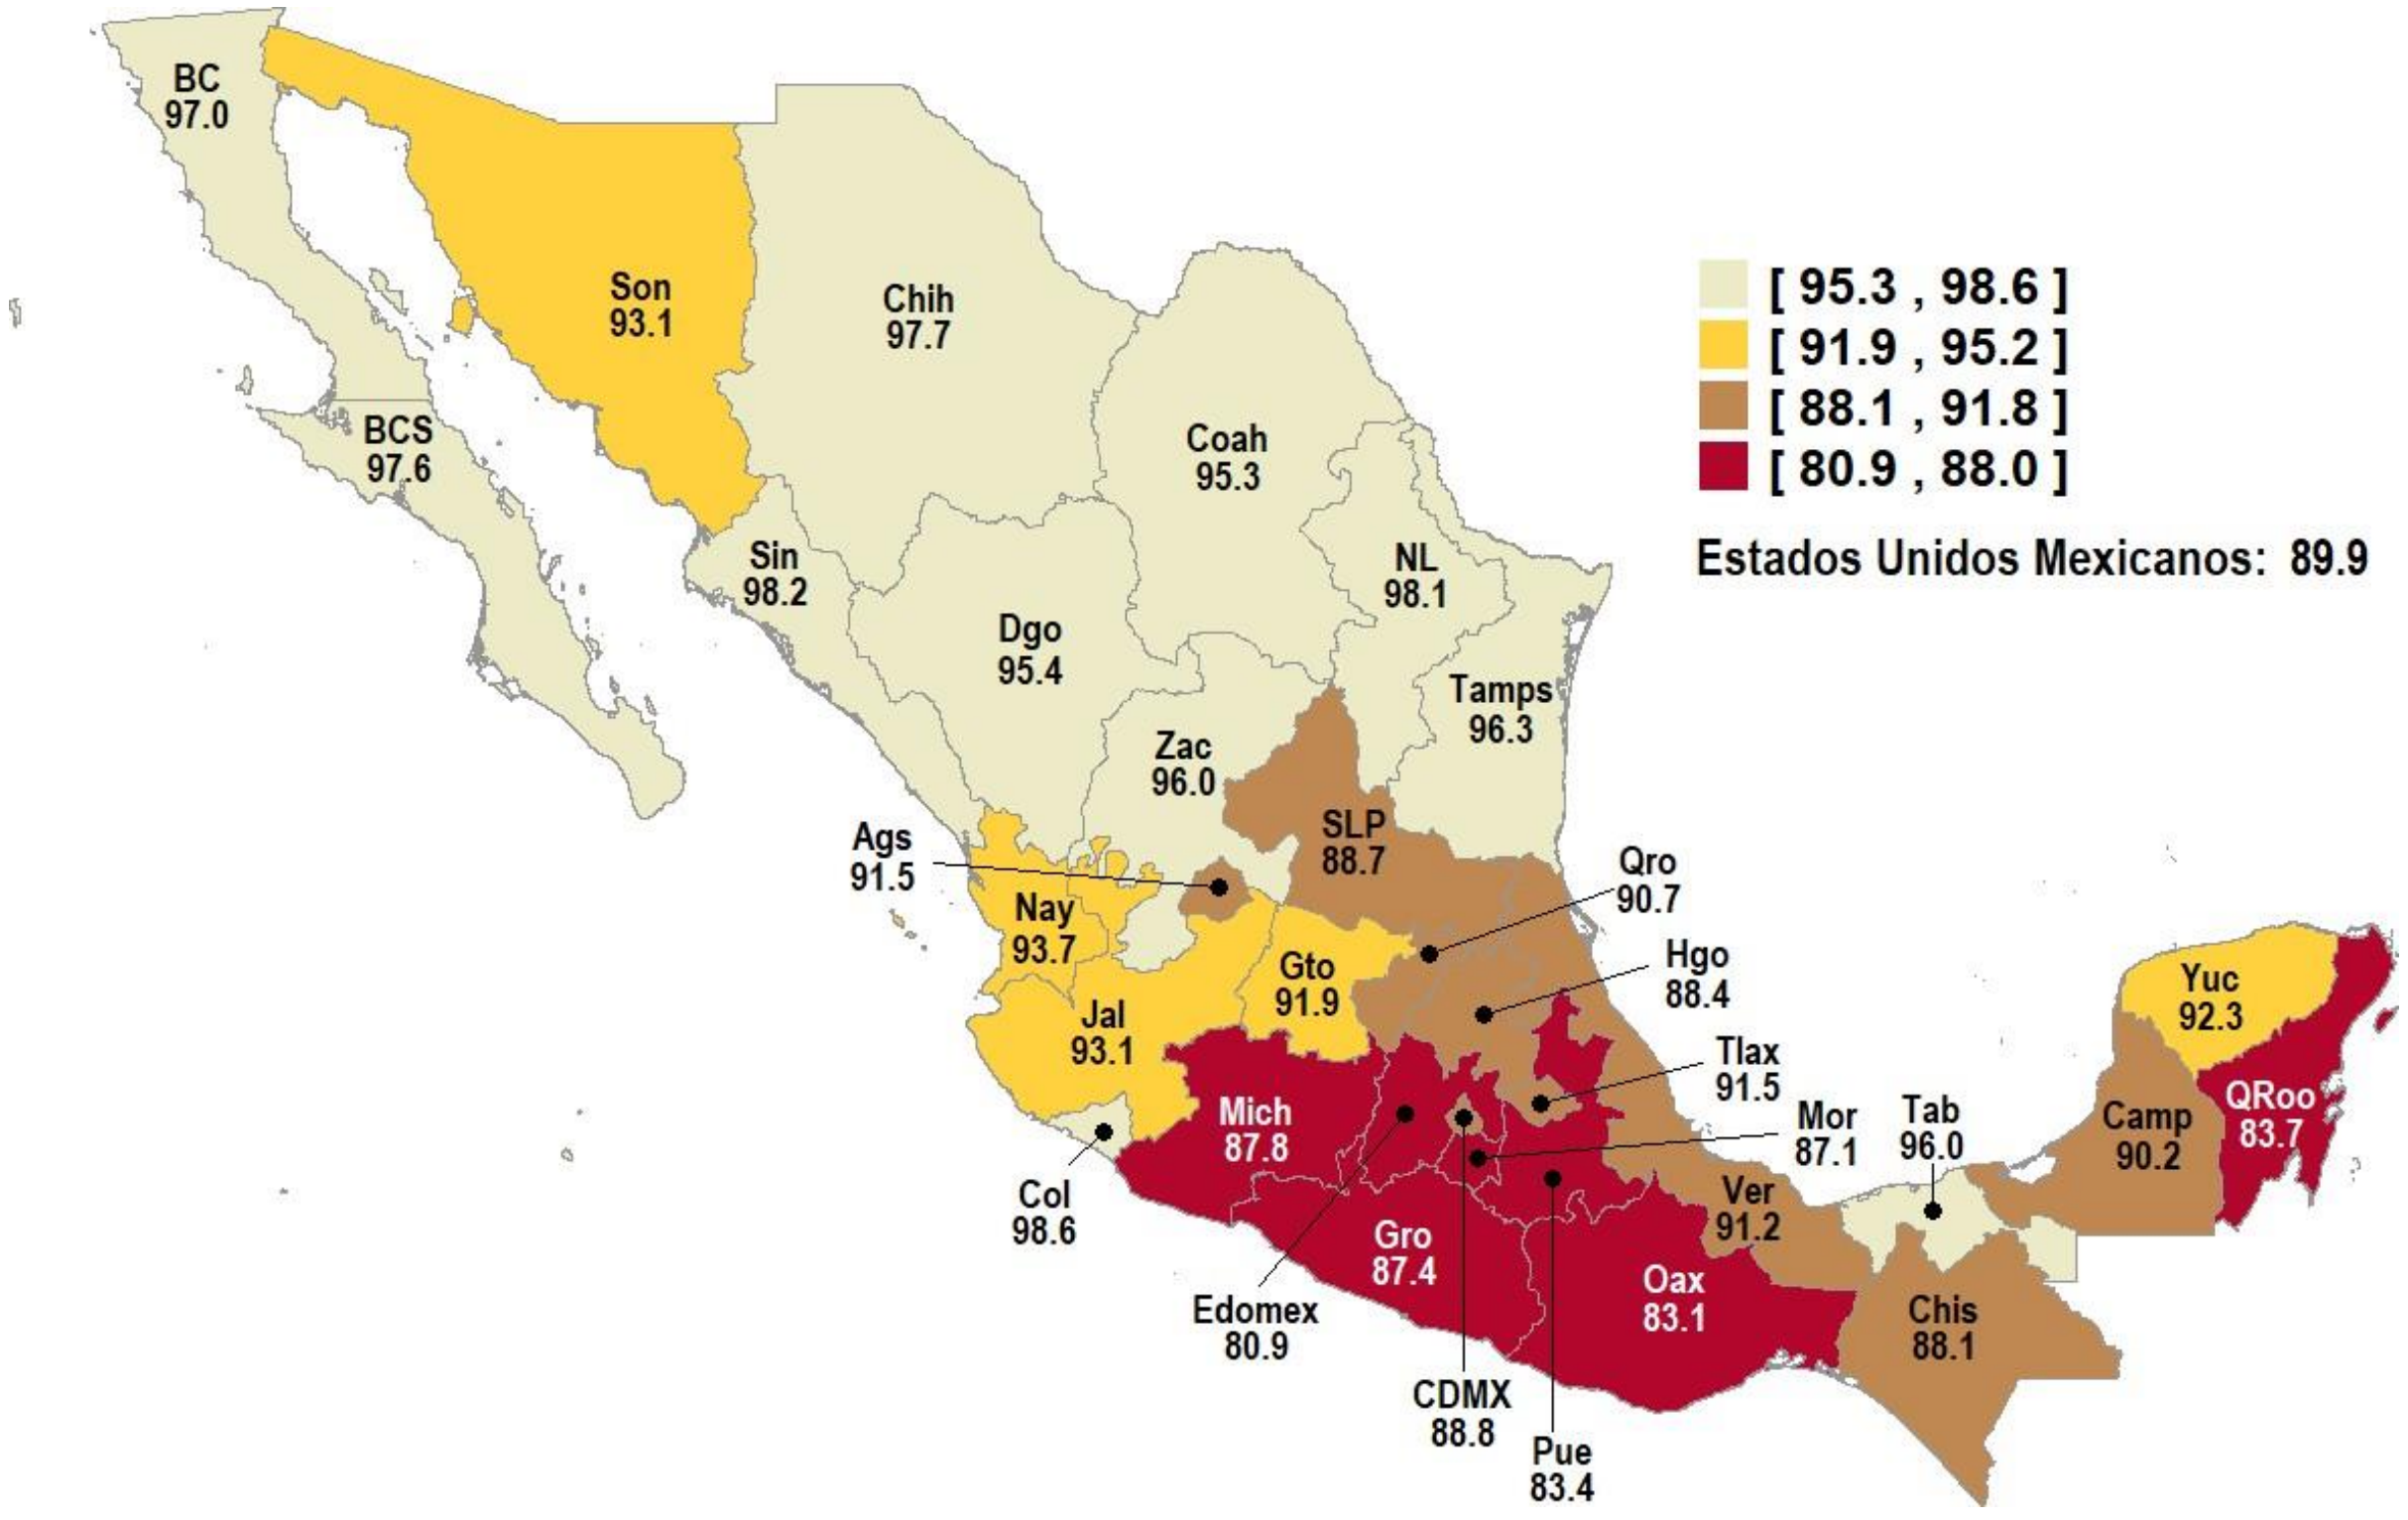 BC
97.0
Son
93.1
Chih
97.7
[ 95.3 , 98.6 ]
[ 91.9 , 95.2 ]
[ 88.1 , 91.8 ]
[ 80.9 , 88.0 ]
Estados Unidos Mexicanos: 89.9
BCS
97.6
Coah
95.3
Sin
98.2
NL
98.1
Dgo
95.4
Tamps
96.3
Zac
96.0
Ags
91.5
SLP
88.7
Qro
90.7
Nay
93.7
Gto
91.9
Hgo
88.4
Yuc
92.3
Jal
93.1
Tlax
91.5
Mich
87.8
Mor
87.1
Tab
96.0
Camp
90.2
QRoo
83.7
Col
98.6
Ver
91.2
Gro
87.4
Oax
83.1
Edomex
80.9
Chis
88.1
CDMX
88.8
Pue
83.4